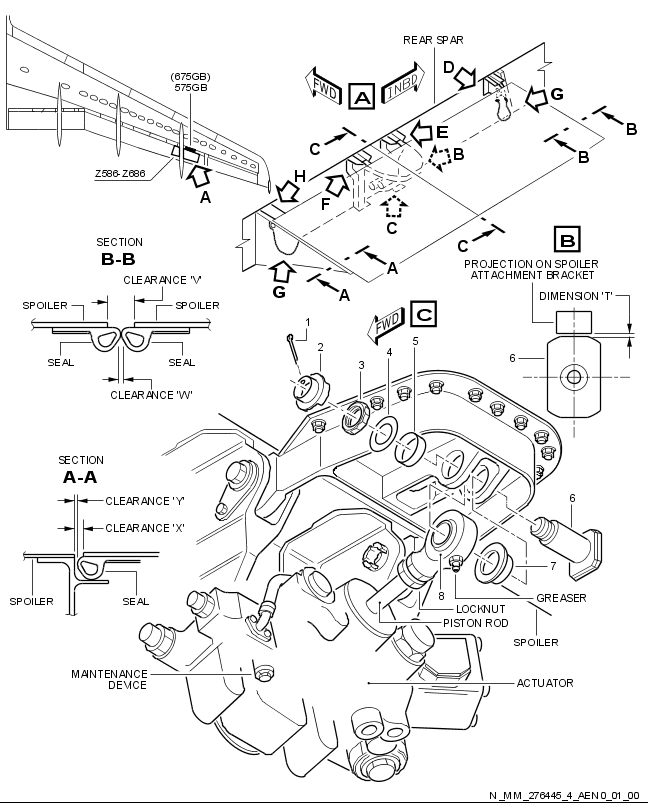 REAR SPAR
(675GB)
575GB
FWD
A
INBD
D
G
B
B
C
E
B
Z586-Z686
A
H
F
C
C
G
A
A
B
SECTION
B-B
CLEARANCE 'V'
SPOILER
SPOILER
SEAL
SEAL
CLEARANCE 'W'
PROJECTION ON SPOILER
ATTACHMENT BRACKET
DIMENSION 'T'
6
FWD
C
1
2
3
4
5
SECTION
A-A
CLEARANCE 'Y'
CLEARANCE 'X'
SPOILER
SEAL
6
7
8
GREASER
LOCKNUT
PISTON ROD
SPOILER
MAINTENANCE
DEVICE
ACTUATOR
N_MM_276445_4_AEN0_01_00